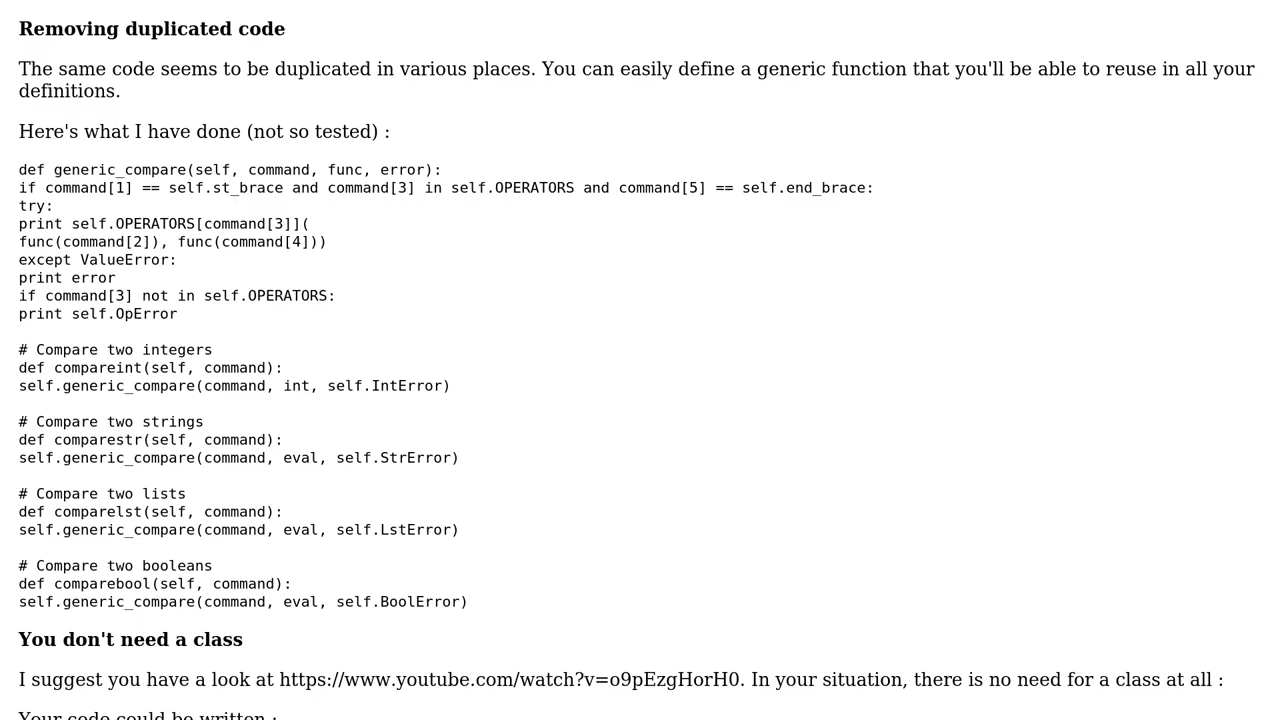 Removing duplicated code
The same code seems to be duplicated in various places. You can easily define a generic function that you'll be able to reuse in all your
definitions.
Here's what I have done (not so tested) :
def generic_compare(self, command, func, error):
if command[1] == self.st_brace and command[3] in self.OPERATORS and command[5] == self.end_brace:
try:
print self.OPERATORS[command[3]](
func(command[2]), func(command[4]))
except ValueError:
print error
if command[3] not in self.OPERATORS:
print self.OpError
# Compare two integers
def compareint(self, command):
self.generic_compare(command, int, self.IntError)
# Compare two strings
def comparestr(self, command):
self.generic_compare(command, eval, self.StrError)
# Compare two lists
def comparelst(self, command):
self.generic_compare(command, eval, self.LstError)
# Compare two booleans
def comparebool(self, command):
self.generic_compare(command, eval, self.BoolError)
You don't need a class
I suggest you have a look at https://www.youtube.com/watch?v=o9pEzgHorH0. In your situation, there is no need for a class at all :
Your code could be written :